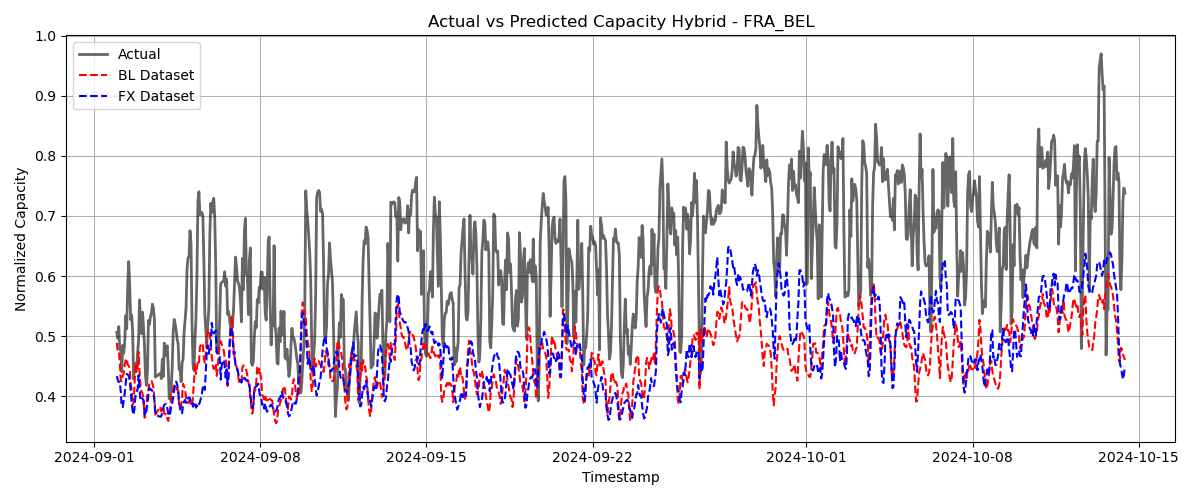 Actual vs Predicted Capacity Hybrid - FRA_BEL
Actual
BL Dataset
FX Dataset
Normalized Capacity
1.0
0.9
0.8
0.7
0.6
0.5
0.4
2024-09-01
2024-09-08
2024-09-15
2024-09-22
2024-10-01
2024-10-08
2024-10-15
Timestamp